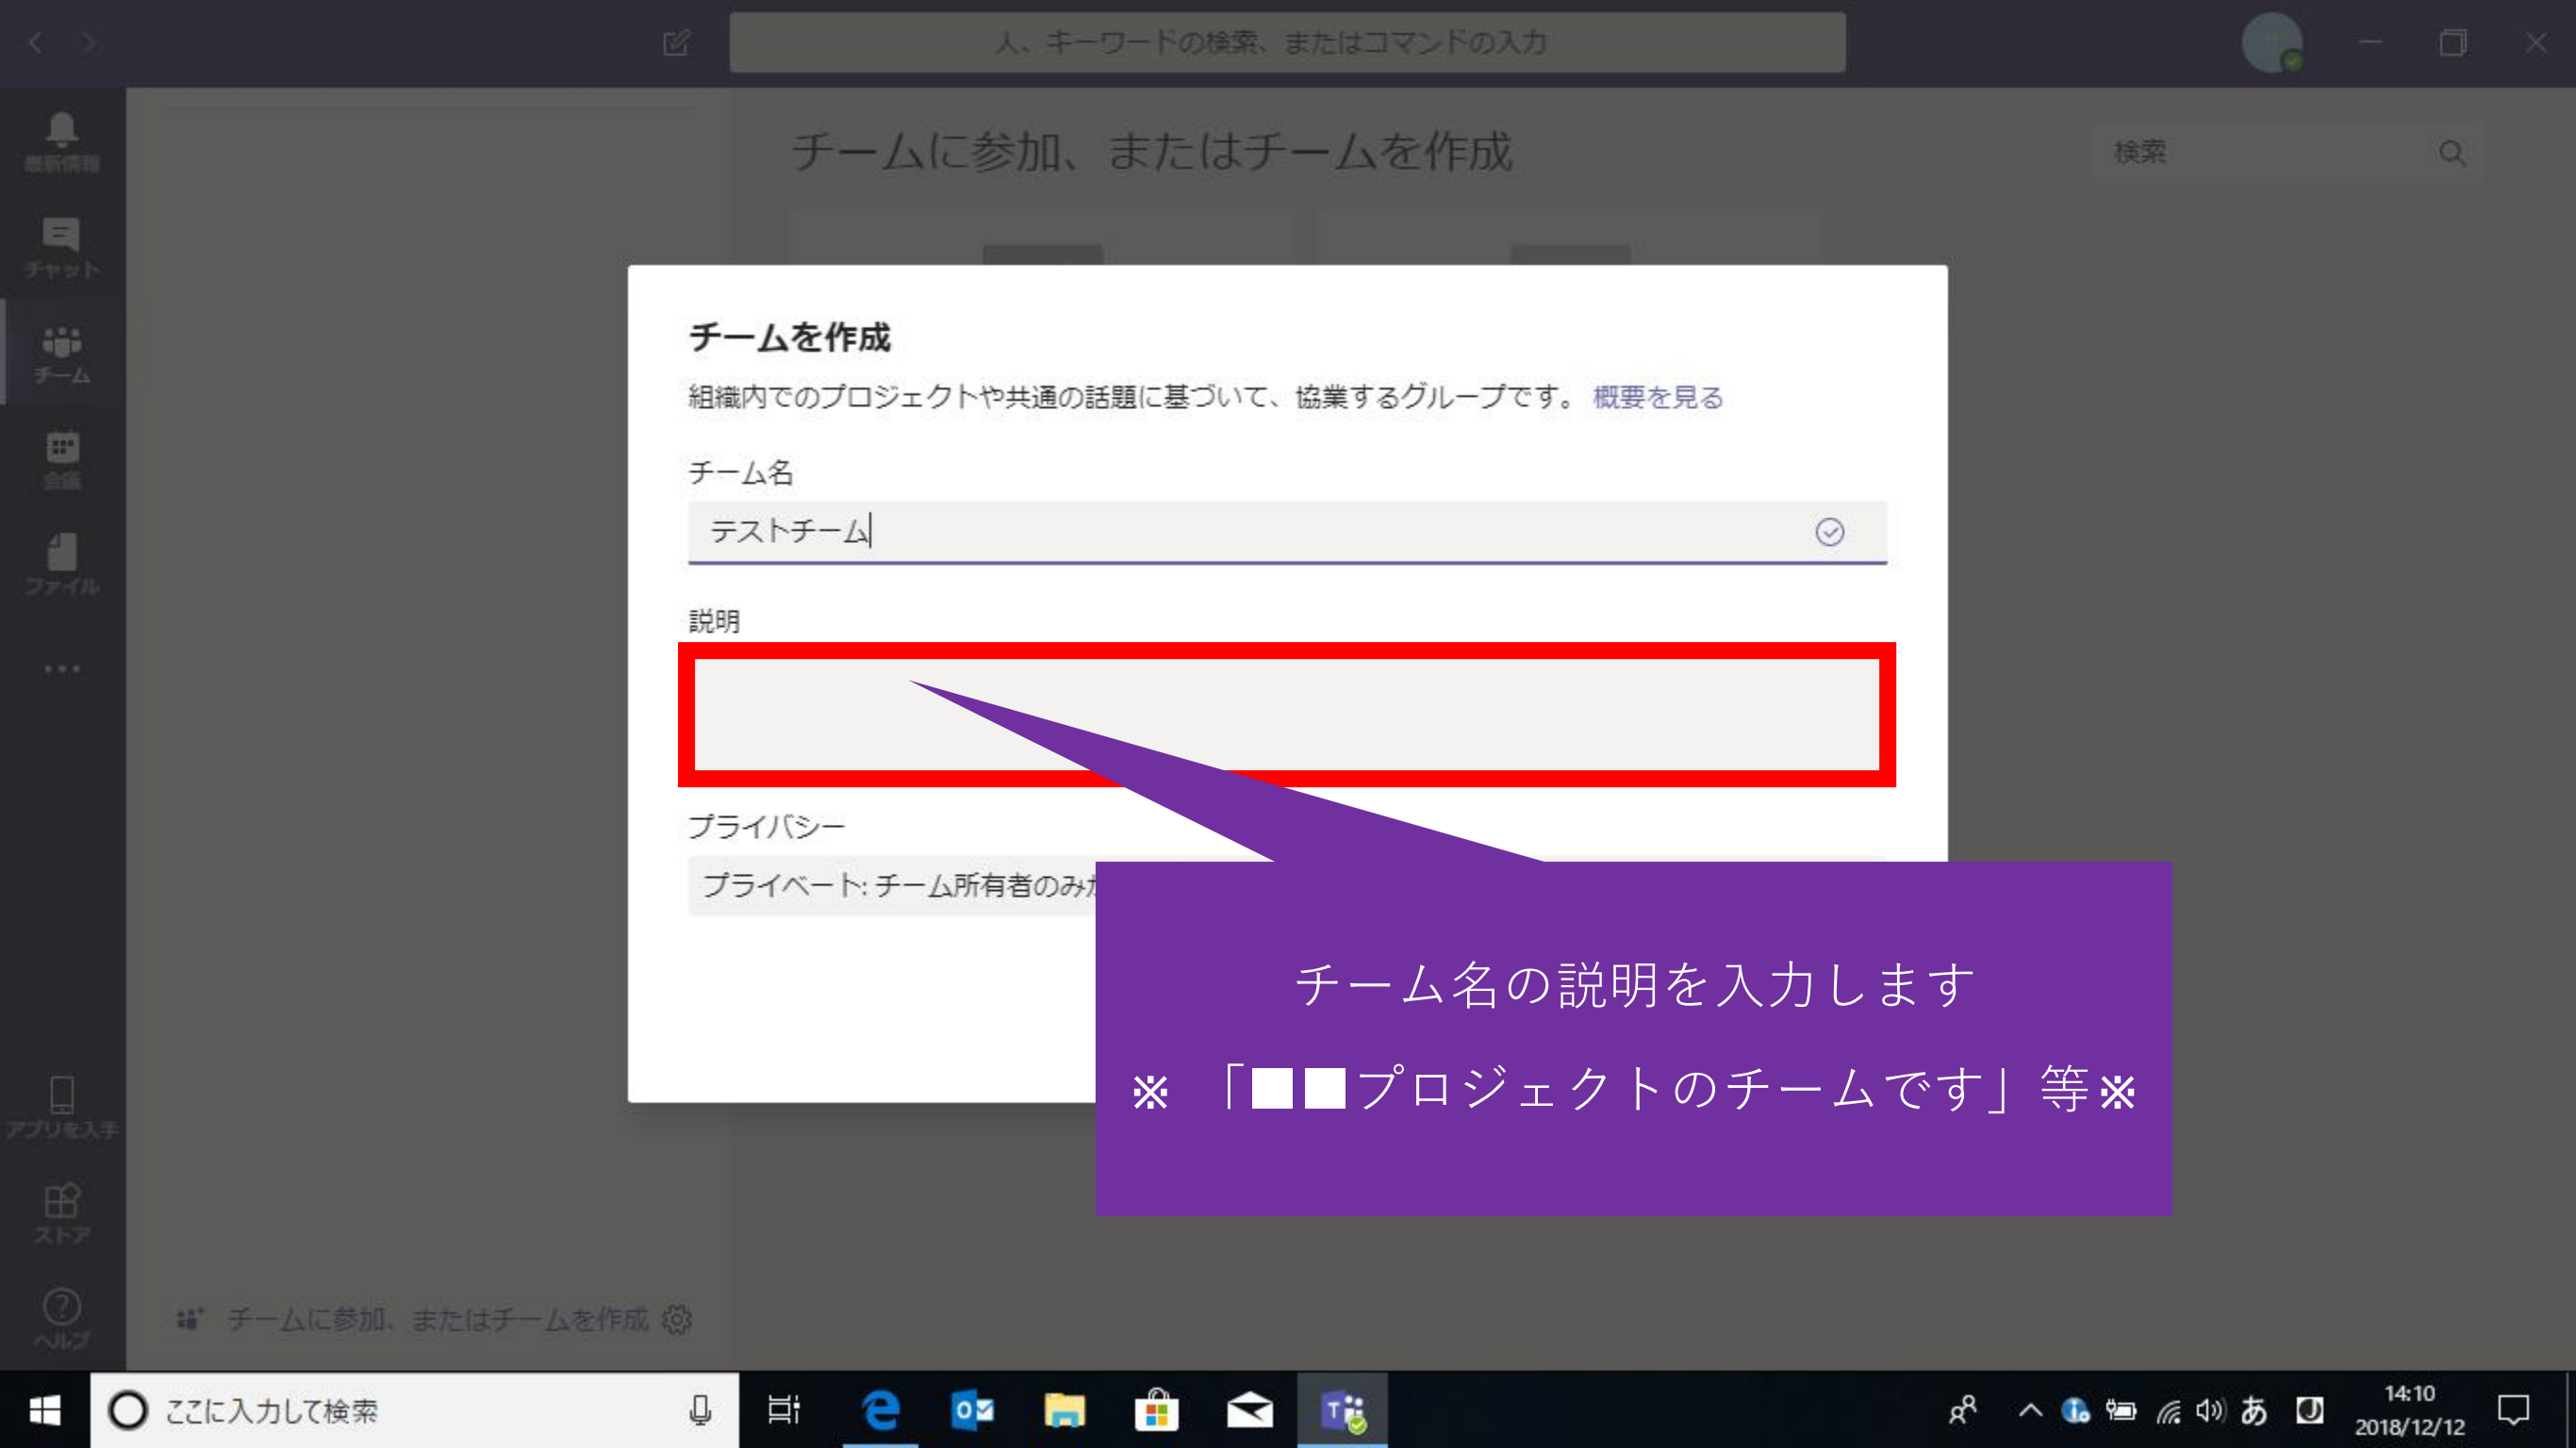 人、キーワードの検索、またはコマンドの入力
最新情報
チャット
チーム
会議
ファイル
アプリを入手
ストア
ヘルプ
チームに参加、またはチームを作成
検索
チームを作成
組織内でのプロジェクトや共通の話題に基づいて、協業するグループです。 概要を見る
チーム名
テストチーム
説明
プライバシー
プライベート: チーム所有者のみ
チーム名の説明を入力します
※ 「■■プロジェクトのチームです」等※
チームに参加、またはチームを作成
ここに入力して検索
あ
14:10
2018/12/12